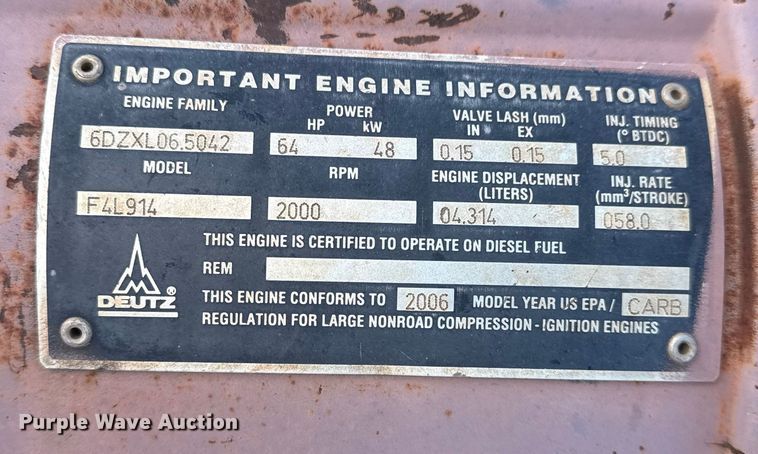 IMPORTANT ENGINE INFORMATION
ENGINE FAMILY
6DZXL06.5042
POWER
HP kW
64 48
VALVE LASH (mm)
IN EX
0.15 0.15
INJ. TIMING
(° BTDC)
5.0
MODEL
F4L914
RPM
2000
ENGINE DISPLACEMENT
(LITERS)
04.314
INJ. RATE
(mm³/STROKE)
058.0
THIS ENGINE IS CERTIFIED TO OPERATE ON DIESEL FUEL
REM
DEUTZ®
THIS ENGINE CONFORMS TO 2006 MODEL YEAR US EPA / CARB
REGULATION FOR LARGE NONROAD COMPRESSION - IGNITION ENGINES
Purple Wave Auction